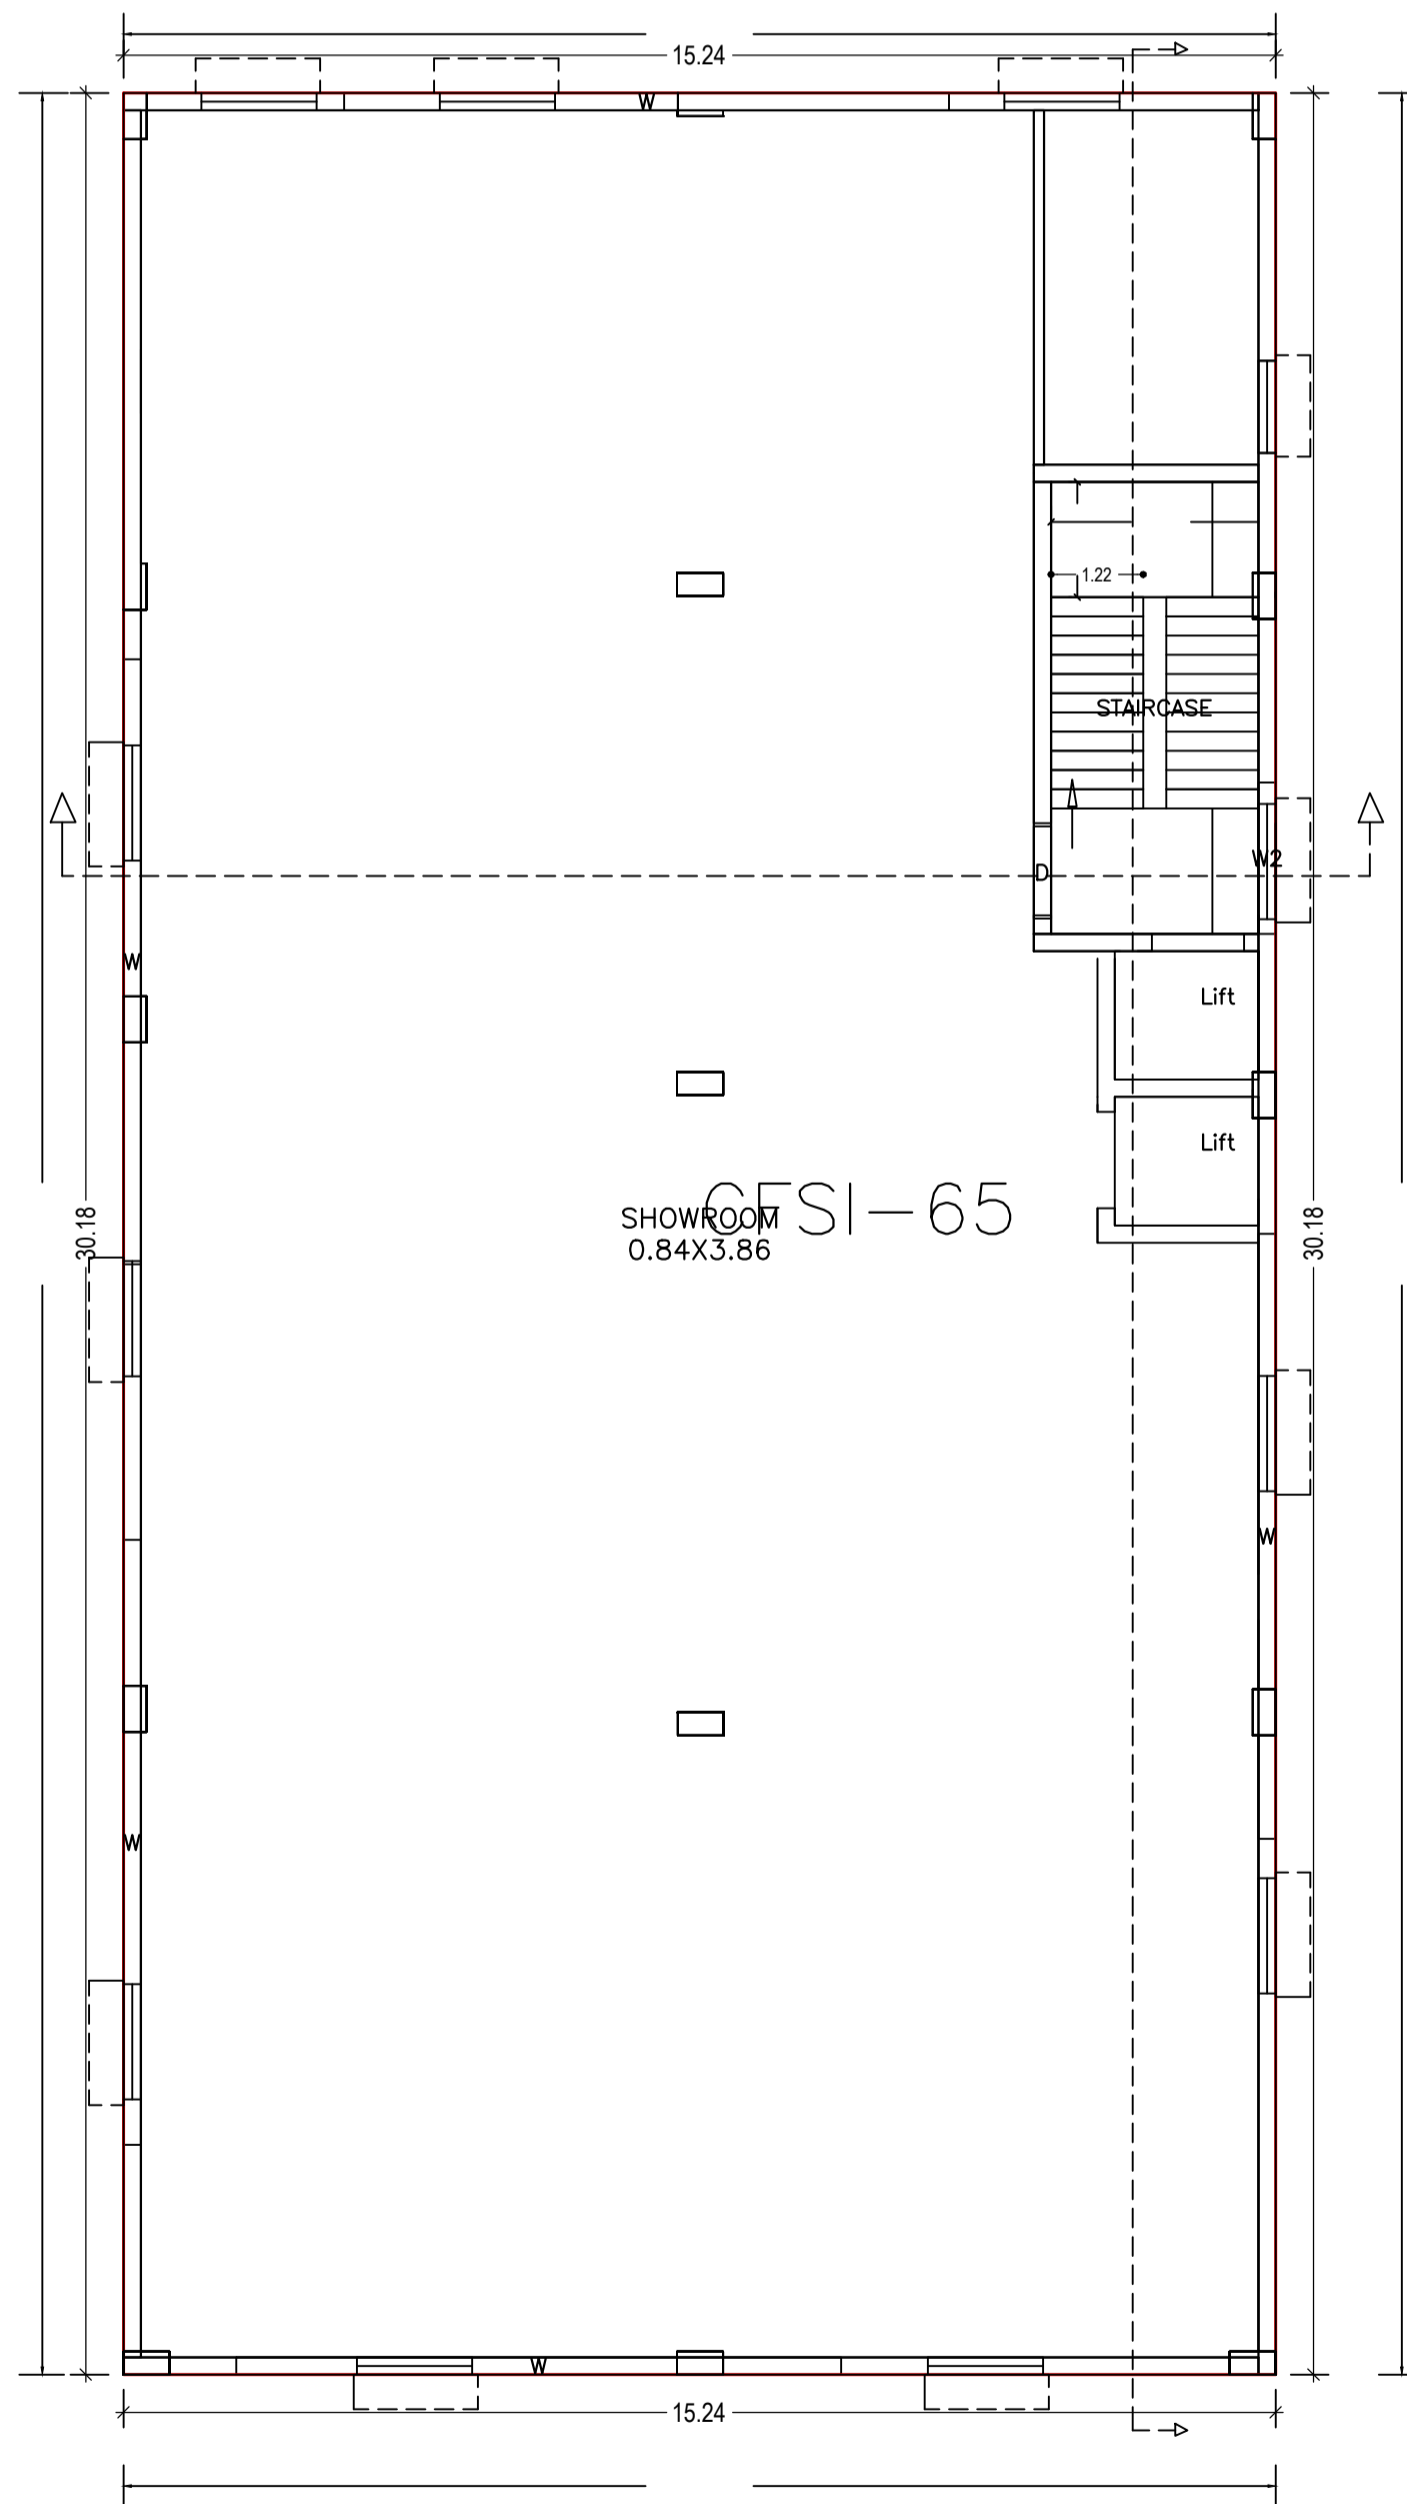 15.24
W
1.22
STAIRCASE
W2
D
W
Lift
Lift
CFSI-65
SHOWROOM
0.84X3.86
30.18
30.18
W
W
W
15.24